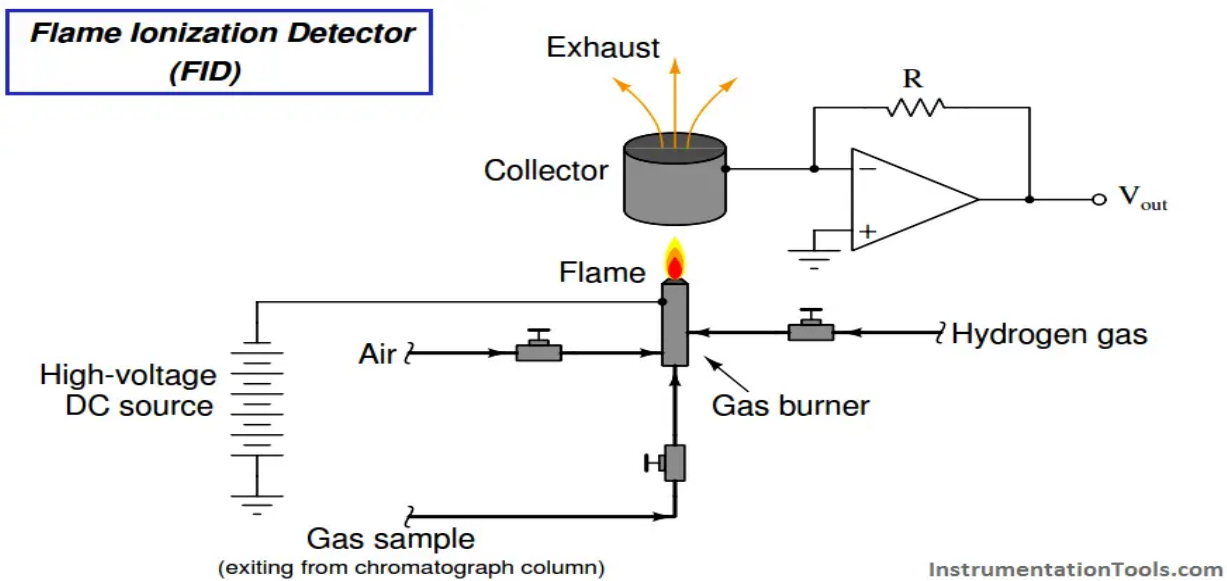 Flame Ionization Detector
(FID)
Exhaust
R
Collector
−
+
Vout
Flame
Air
Hydrogen gas
High-voltage
DC source
Gas burner
Gas sample
(exiting from chromatograph column)
InstrumentationTools.com